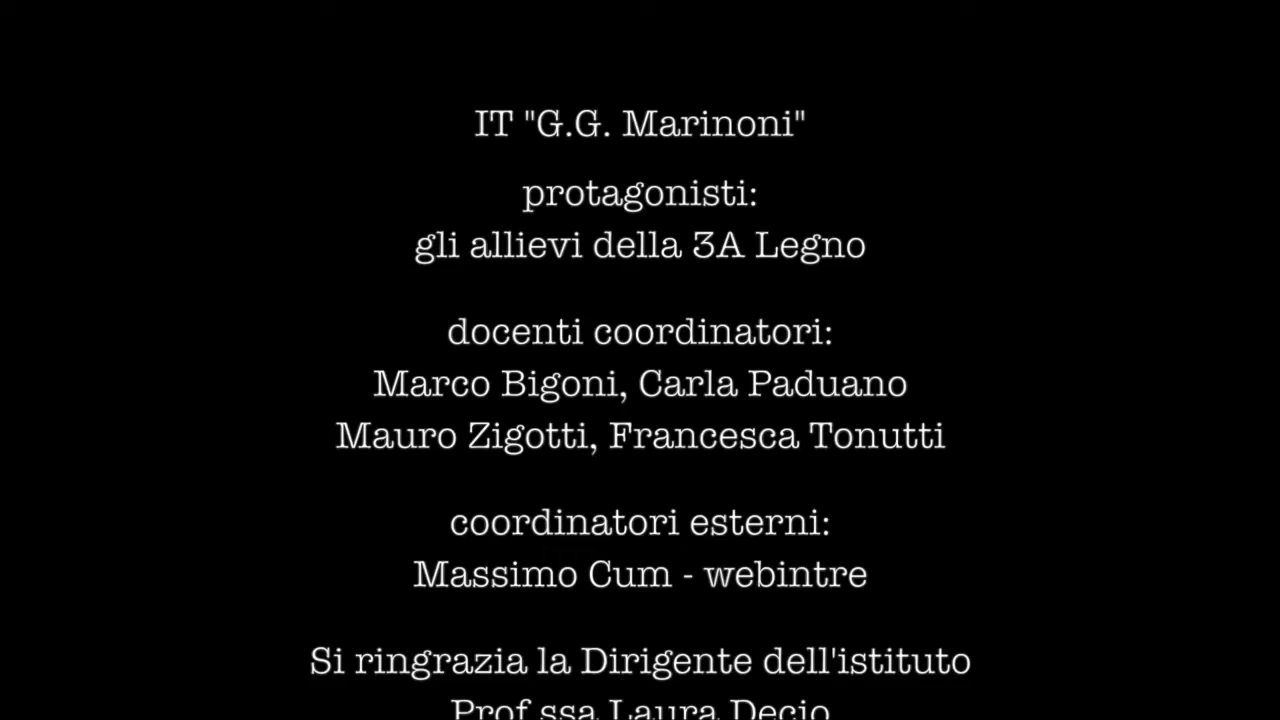 IT "G.G. Marinoni"
protagonisti:
gli allievi della 3A Legno
docenti coordinatori:
Marco Bigoni, Carla Paduano
Mauro Zigotti, Francesca Tonutti
coordinatori esterni:
Massimo Cum - webintre
Si ringrazia la Dirigente dell'istituto
Prof.ssa Laura Decio